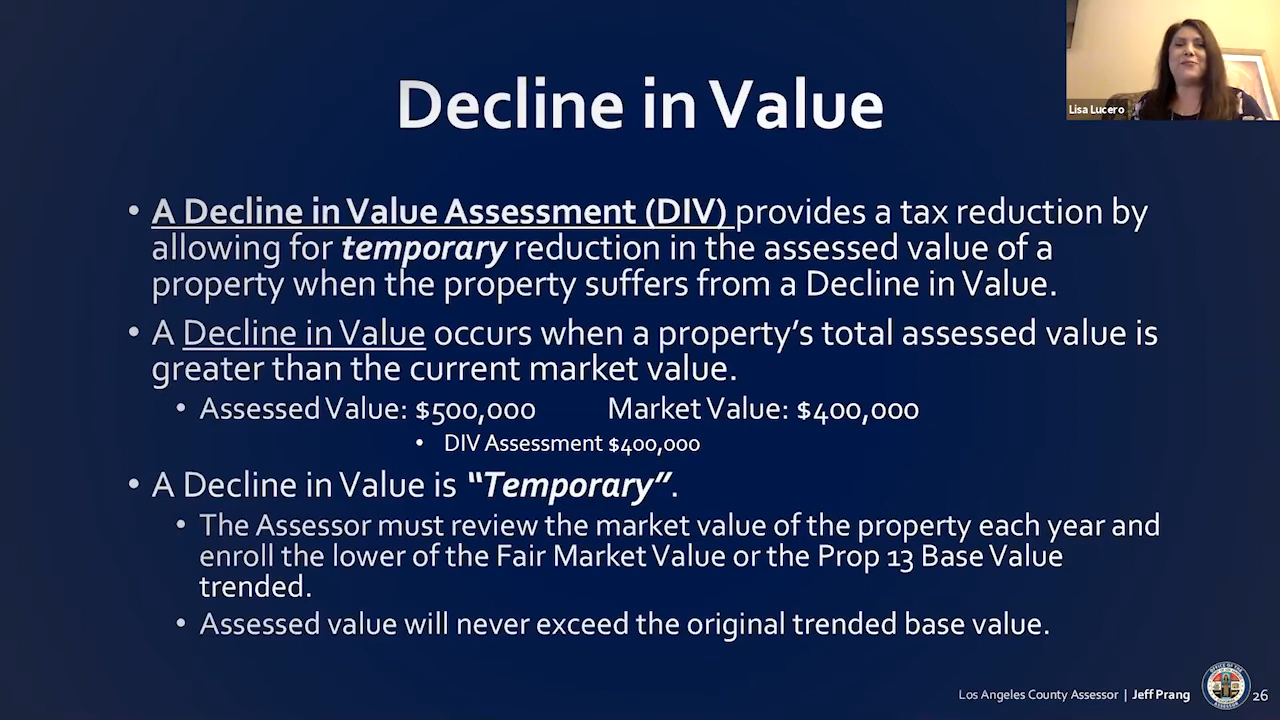 Lisa Lucero
Decline in Value
• A Decline in Value Assessment (DIV) provides a tax reduction by
allowing for temporary reduction in the assessed value of a
property when the property suffers from a Decline in Value.
• A Decline in Value occurs when a property’s total assessed value is
greater than the current market value.
• Assessed Value: $500,000 Market Value: $400,000
• DIV Assessment $400,000
• A Decline in Value is “Temporary”.
• The Assessor must review the market value of the property each year and
enroll the lower of the Fair Market Value or the Prop 13 Base Value
trended.
• Assessed value will never exceed the original trended base value.
Los Angeles County Assessor | Jeff Prang
26